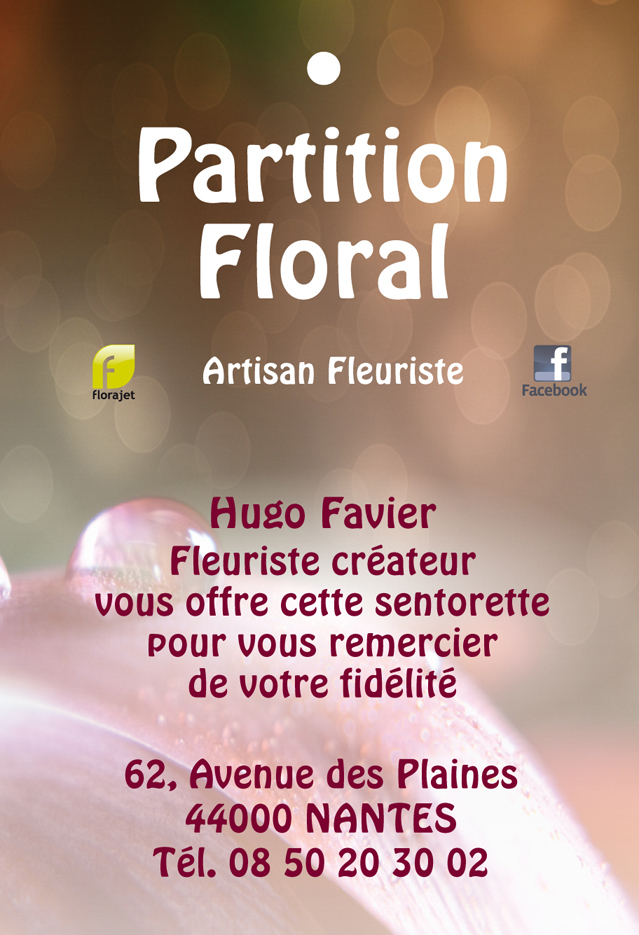 Partition
Floral
florajet
Artisan Fleuriste
f
Facebook
Hugo Favier
Fleuriste créateur
vous offre cette sentorette
pour vous remercier
de votre fidélité
62, Avenue des Plaines
44000 NANTES
Tél. 08 50 20 30 02